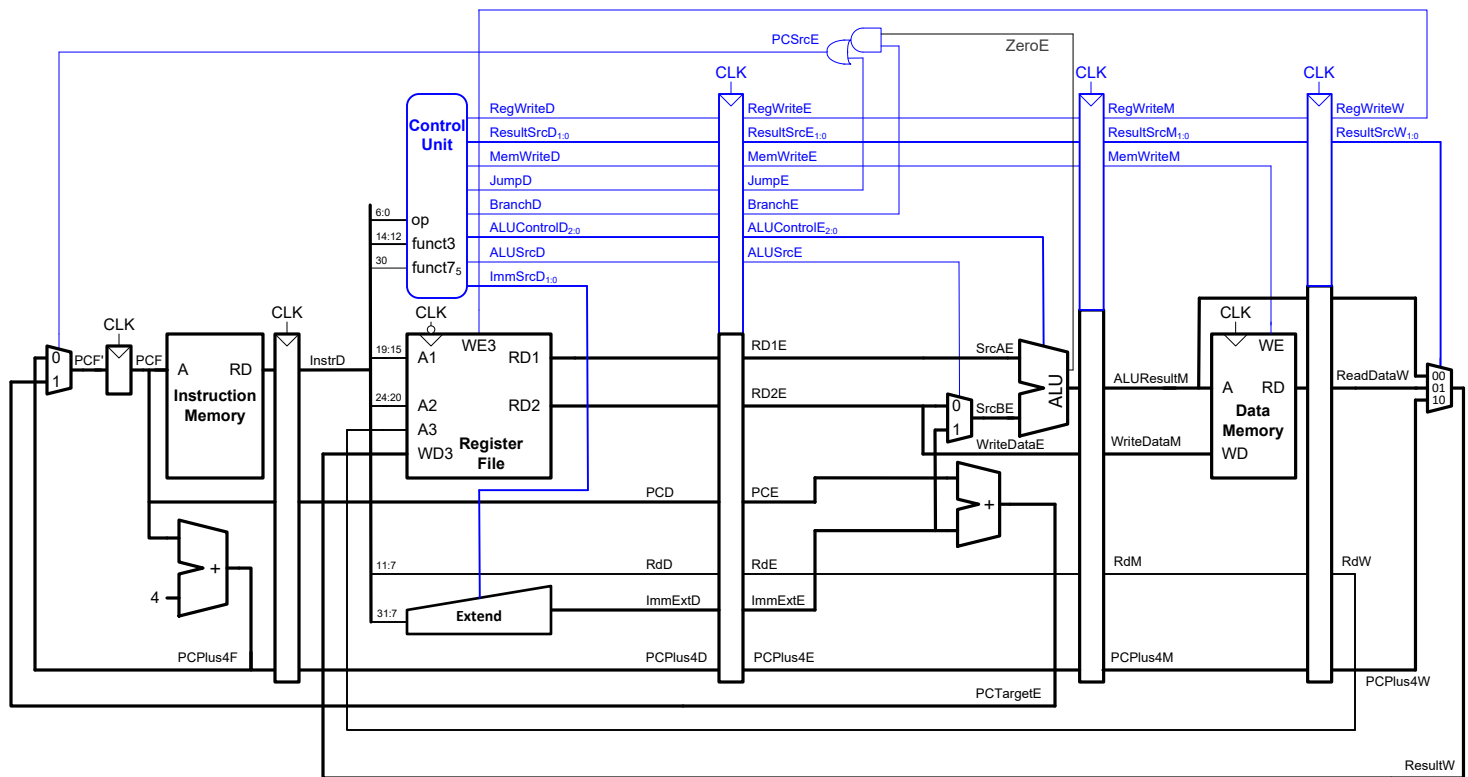 PCSrcE
ZeroE
CLK
CLK
CLK
Control
Unit
RegWriteD
RegWriteE
RegWriteM
RegWriteW
ResultSrcD1:0
ResultSrcE1:0
ResultSrcM1:0
ResultSrcW1:0
MemWriteD
MemWriteE
MemWriteM
JumpD
JumpE
BranchD
BranchE
6:0
op
ALUControlD2:0
ALUControlE2:0
14:12
funct3
ALUSrcD
ALUSrcE
30
funct75
ImmSrcD1:0
CLK
CLK
CLK
CLK
0
1
PCF'
PCF
A
RD
Instruction
Memory
InstrD
19:15
A1
WE3
RD1
RD1E
SrcAE
24:20
A2
RD2
RD2E
0
1
SrcBE
ALU
A3
WD3
Register
File
WriteDataE
ALUResultM
WE
A
RD
Data
Memory
WD
WriteDataM
ReadDataW
00
01
10
PCD
PCE
+
+
4
11:7
RdD
RdE
RdM
RdW
31:7
Extend
ImmExtD
ImmExtE
PCPlus4F
PCPlus4D
PCPlus4E
PCPlus4M
PCPlus4W
PCTargetE
ResultW